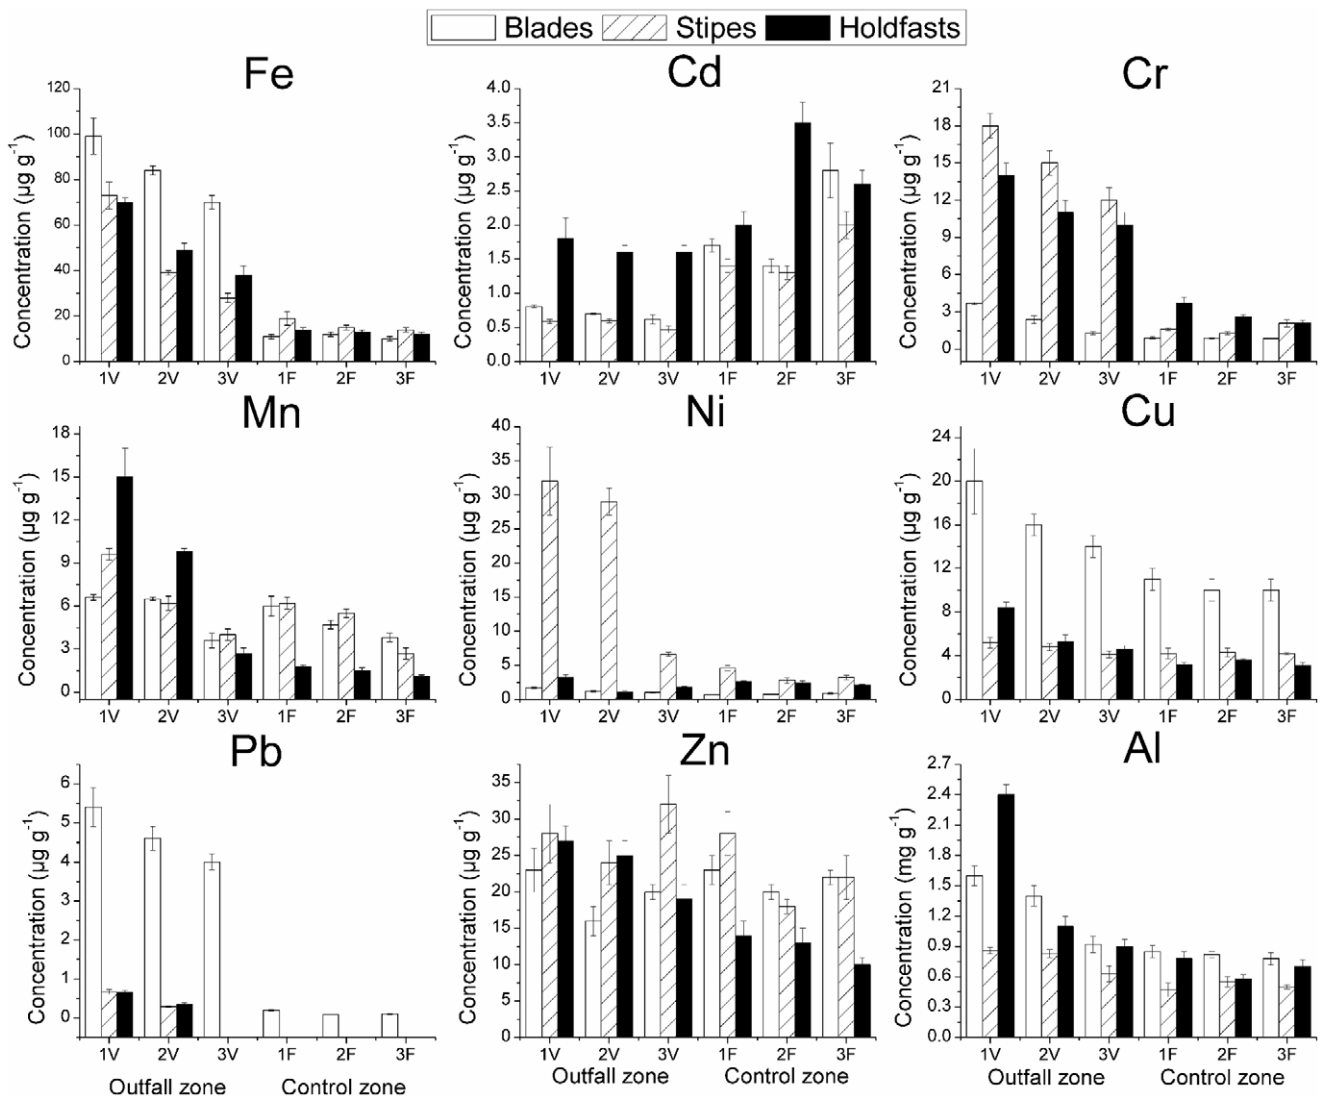 Blades Stipes Holdfasts
Fe Cd Cr
Concentration (µg g⁻¹) Concentration (µg g⁻¹) Concentration (µg g⁻¹)
120 100 80 60 40 20 0
4.0 3.5 3.0 2.5 2.0 1.5 1.0 0.5 0.0
21 18 15 12 9 6 3 0
1V 2V 3V 1F 2F 3F 1V 2V 3V 1F 2F 3F 1V 2V 3V 1F 2F 3F
Mn Ni Cu
Concentration (µg g⁻¹) Concentration (µg g⁻¹) Concentration (µg g⁻¹)
18 15 12 9 6 3 0
40 35 30 25 20 15 10 5 0
24 20 16 12 8 4 0
1V 2V 3V 1F 2F 3F 1V 2V 3V 1F 2F 3F 1V 2V 3V 1F 2F 3F
Pb Zn Al
Concentration (µg g⁻¹) Concentration (µg g⁻¹) Concentration (mg g⁻¹)
6 5 4 3 2 1 0
35 30 25 20 15 10 5 0
2.7 2.4 2.1 1.8 1.5 1.2 0.9 0.6 0.3 0.0
1V 2V 3V 1F 2F 3F 1V 2V 3V 1F 2F 3F 1V 2V 3V 1F 2F 3F
Outfall zone Control zone Outfall zone Control zone Outfall zone Control zone